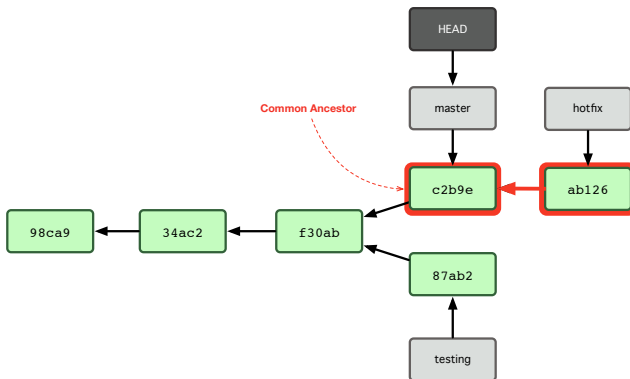 HEAD
Common Ancestor
master
hotfix
c2b9e
ab126
98ca9
34ac2
f30ab
87ab2
testing